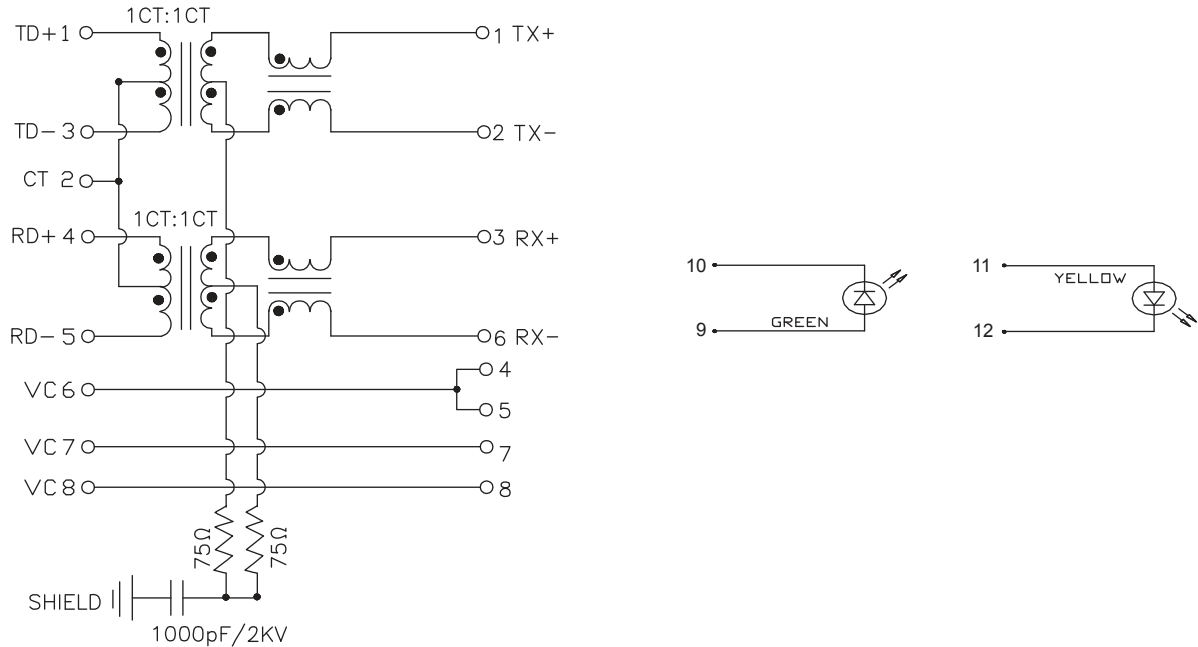 1CT:1CT
TD+1
1 TX+
TD- 3
2 TX-
CT 2
1CT:1CT
RD+ 4
3 RX+
RD- 5
6 RX-
VC6
4
5
VC7
7
VC8
8
75Ω
75Ω
SHIELD
1000pF/2KV
10
9
GREEN
11
YELLOW
12